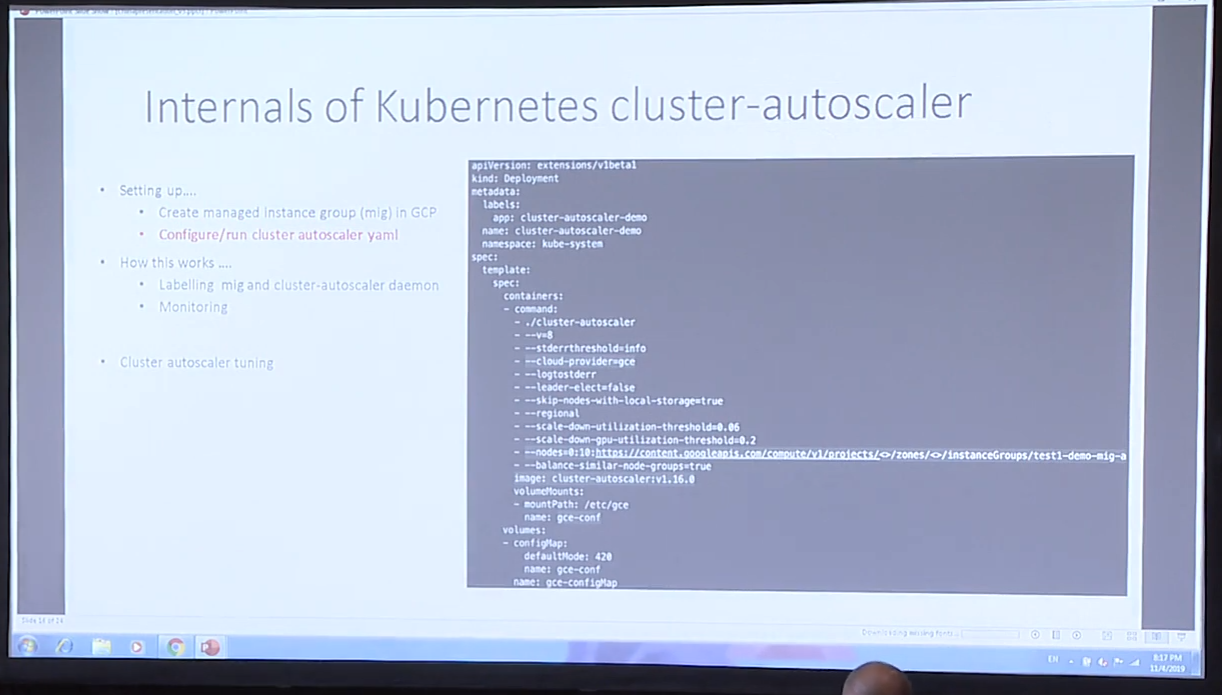 Internals of Kubernetes cluster-autoscaler
• Setting up....
• Create managed instance group (mig) in GCP
• Configure/run cluster autoscaler yaml
• How this works ....
• Labelling mig and cluster-autoscaler daemon
• Monitoring
• Cluster autoscaler tuning
apiVersion: extensions/v1beta1
kind: Deployment
metadata:
labels:
app: cluster-autoscaler-demo
name: cluster-autoscaler-demo
namespace: kube-system
spec:
template:
spec:
containers:
- command:
- ./cluster-autoscaler
- --v=8
- --stderrthreshold=info
- --cloud-provider=gce
- --logtostderr
- --leader-elect=false
- --skip-nodes-with-local-storage=true
- --regional
- --scale-down-utilization-threshold=0.06
- --scale-down-gpu-utilization-threshold=0.2
- --nodes=0:10:https://content.googleapis.com/compute/v1/projects/<>/zones/<>/instanceGroups/test1-demo-mig-a
- --balance-similar-node-groups=true
image: cluster-autoscaler:v1.16.0
volumeMounts:
- mountPath: /etc/gce
name: gce-conf
volumes:
- configMap:
defaultMode: 420
name: gce-conf
name: gce-configMap
Downloading missing fonts...
EN
8:17 PM
11/4/2019